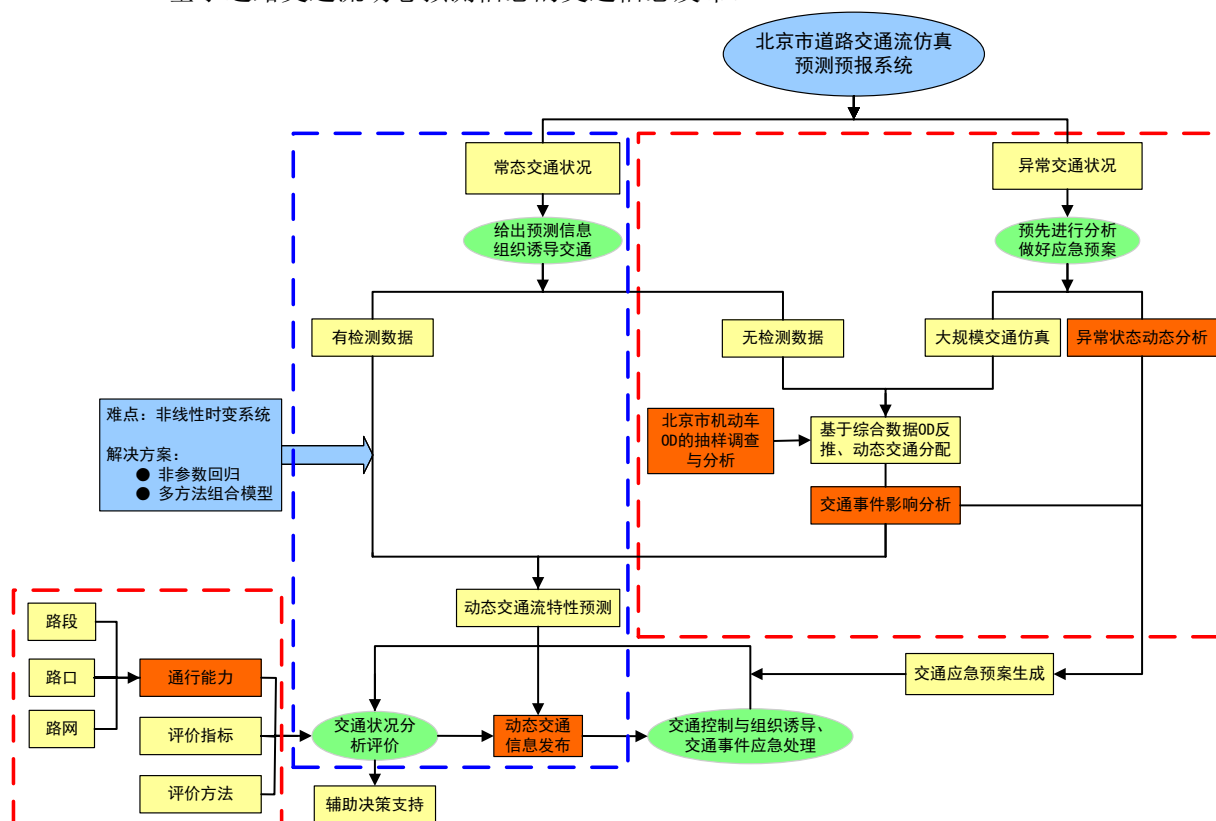 北京市道路交通流仿真
预测预报系统
常态交通状况
异常交通状况
给出预测信息
组织诱导交通
预先进行分析
做好应急预案
有检测数据
无检测数据
大规模交通仿真
异常状态动态分析
难点：非线性时变系统
解决方案：
● 非参数回归
● 多方法组合模型
北京市机动车
OD的抽样调查
与分析
基于综合数据OD反
推、动态交通分配
交通事件影响分析
动态交通流特性预测
路段
路口
路网
通行能力
评价指标
评价方法
交通应急预案生成
交通状况分
析评价
动态交通
信息发布
交通控制与组织诱导、
交通事件应急处理
辅助决策支持